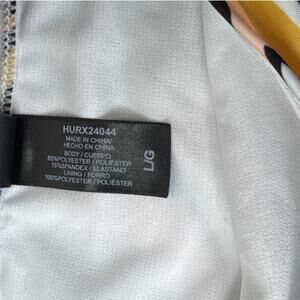 HURX24044
MADE IN CHINA/
HECHO EN CHINA
BODY / CUERPO
85%POLYESTER / POLIÉSTER
15%SPANDEX / ELASTANO
LINING / FORRO
100%POLYESTER / POLIÉSTER
L/G